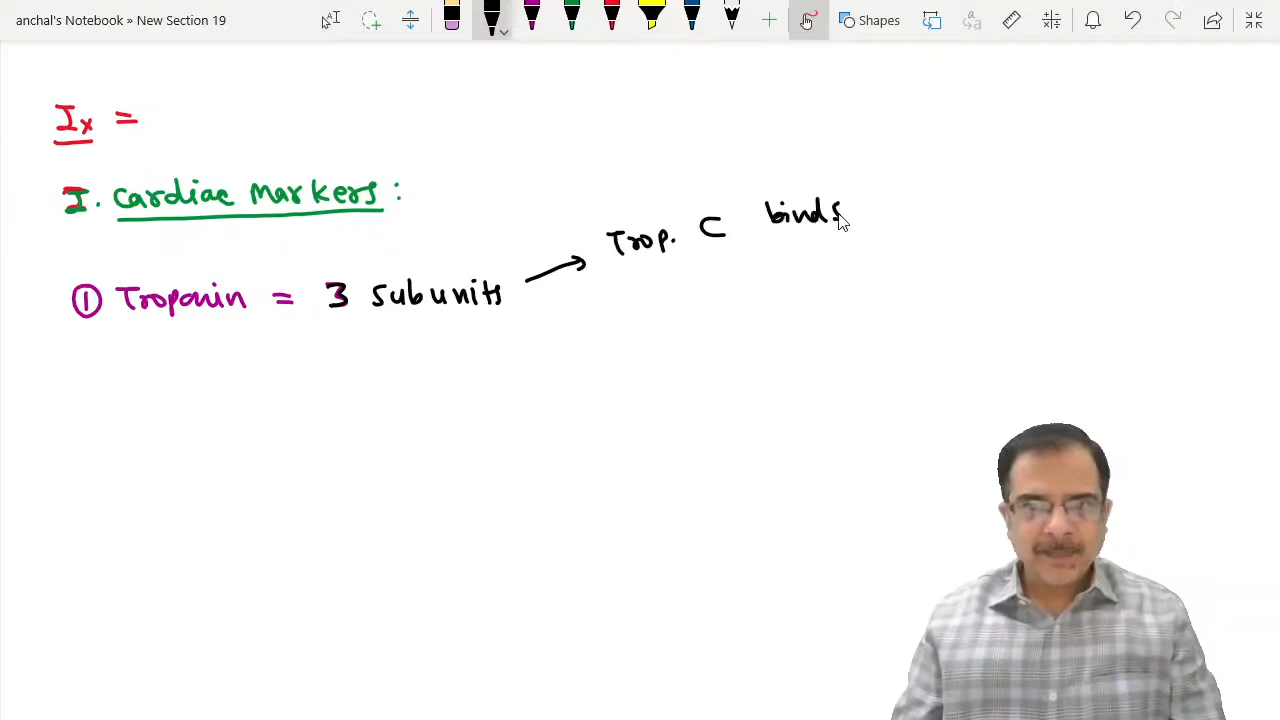 anchal's Notebook » New Section 19
Shapes
Ix =
I. Cardiac Markers :
① Troponin = 3 Subunits → Trop. C binds